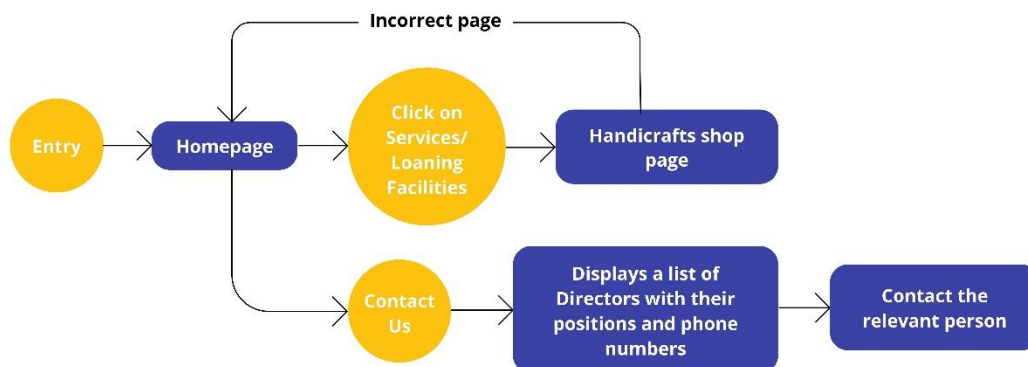 Incorrect page
Entry
Homepage
Click on
Services/
Loaning
Facilities
Handicrafts shop
page
Contact
Us
Displays a list of
Directors with their
positions and phone
numbers
Contact the
relevant person